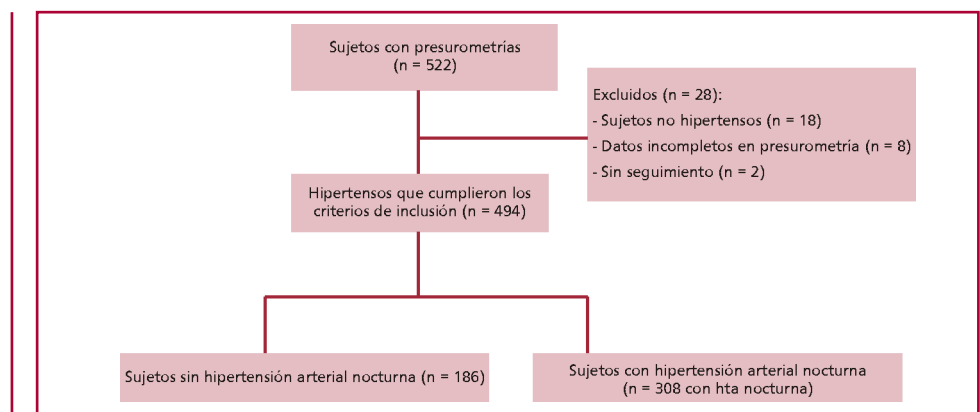 Sujetos con presurometrías
(n = 522)
Excluidos (n = 28):
- Sujetos no hipertensos (n = 18)
- Datos incompletos en presurometría (n = 8)
- Sin seguimiento (n = 2)
Hipertensos que cumplieron los
criterios de inclusión (n = 494)
Sujetos sin hipertensión arterial nocturna (n = 186)
Sujetos con hipertensión arterial nocturna
(n = 308 con hta nocturna)